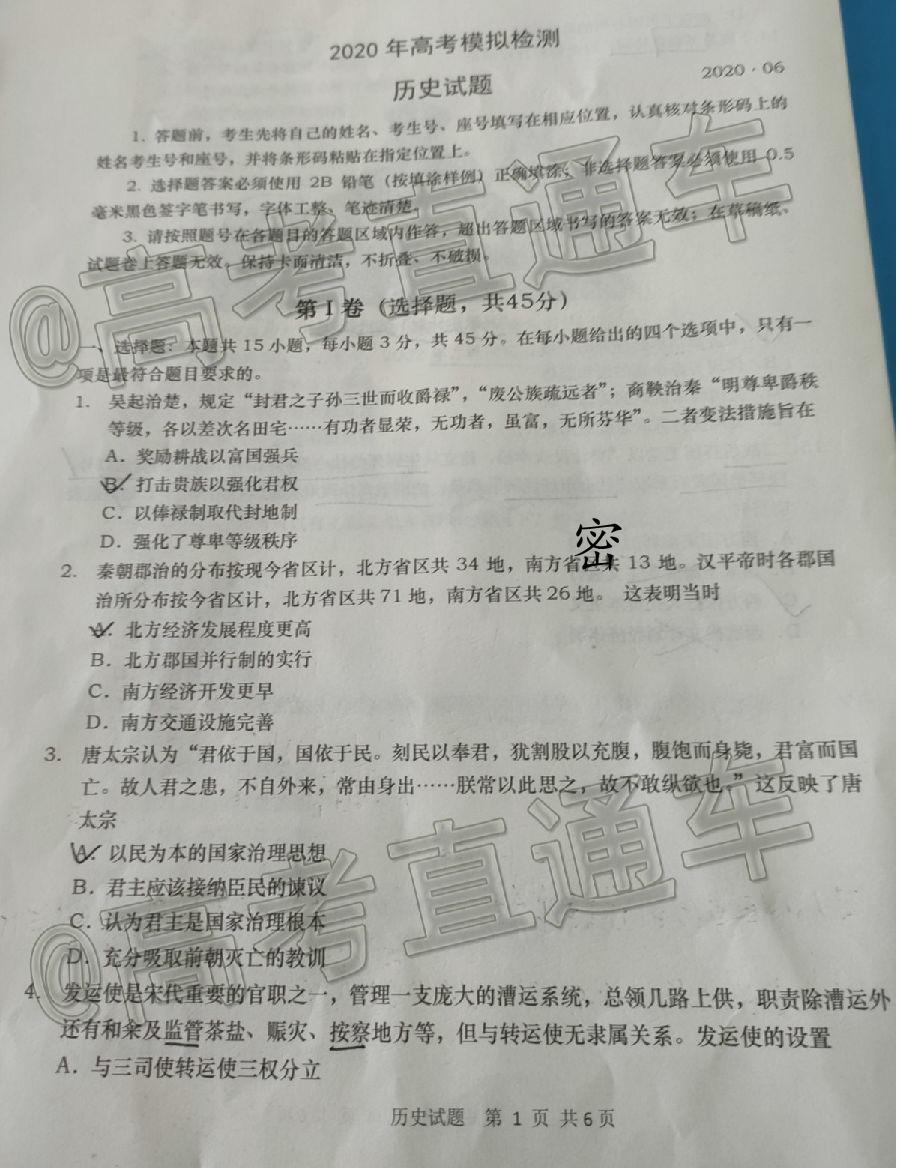 2020 年高考模拟检测
历史试题
2020·06
1. 答题前，考生先将自己的姓名、考生号、座号填写在相应位置，认真核对条形码上的
姓名考生号和座号，并将条形码粘贴在指定位置上。
2. 选择题答案必须使用 2B 铅笔（按填涂样例）正确填涂，非选择题答案必须使用 0.5
毫米黑色签字笔书写，字体工整、笔迹清楚。
3. 请按照题号在各题目的答题区域内作答，超出答题区域书写的答案无效；在草稿纸、
试题卷上答题无效。保持卡面清洁，不折叠、不破损。
@高考直通车
第 I 卷（选择题，共45分）
一、选择题：本题共 15 小题，每小题 3 分，共 45 分。在每小题给出的四个选项中，只有一
项是最符合题目要求的。
1. 吴起治楚，规定“封君之子孙三世而收爵禄”，“废公族疏远者”；商鞅治秦“明尊卑爵秩
等级，各以差次名田宅……有功者显荣，无功者，虽富，无所芬华”。二者变法措施旨在
A．奖励耕战以富国强兵
B．打击贵族以强化君权
C．以俸禄制取代封地制
D．强化了尊卑等级秩序
密
2. 秦朝郡治的分布按现今省区计，北方省区共 34 地，南方省区共 13 地。汉平帝时各郡国
治所分布按今省区计，北方省区共 71 地，南方省区共 26 地。 这表明当时
A．北方经济发展程度更高
B．北方郡国并行制的实行
C．南方经济开发更早
D．南方交通设施完善
3. 唐太宗认为“君依于国，国依于民。刻民以奉君，犹割股以充腹，腹饱而身毙，君富而国
亡。故人君之患，不自外来，常由身出……朕常以此思之，故不敢纵欲也。”这反映了唐
太宗
A．以民为本的国家治理思想
B．君主应该接纳臣民的谏议
C．认为君主是国家治理根本
D．充分吸取前朝灭亡的教训
@高考直通车
4. 发运使是宋代重要的官职之一，管理一支庞大的漕运系统，总领几路上供，职责除漕运外
还有和籴及监管茶盐、赈灾、按察地方等，但与转运使无隶属关系。发运使的设置
A．与三司使转运使三权分立
历史试题 第 1 页 共 6 页